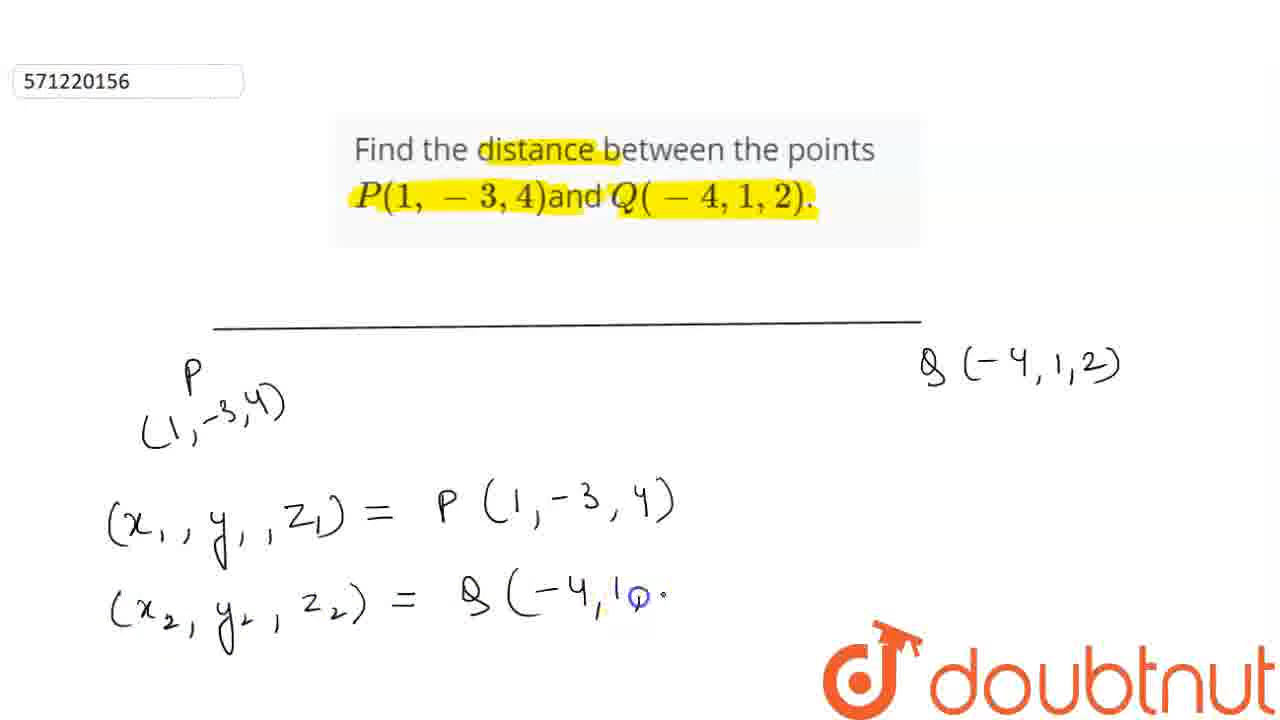 571220156
Find the distance between the points
P(1, − 3, 4)and Q( − 4, 1, 2).
P
(1, -3, 4)
Q (-4, 1, 2)
(x₁, y₁, z₁) = P (1, -3, 4)
(x₂, y₂, z₂) = Q (-4, 1,
doubtnut